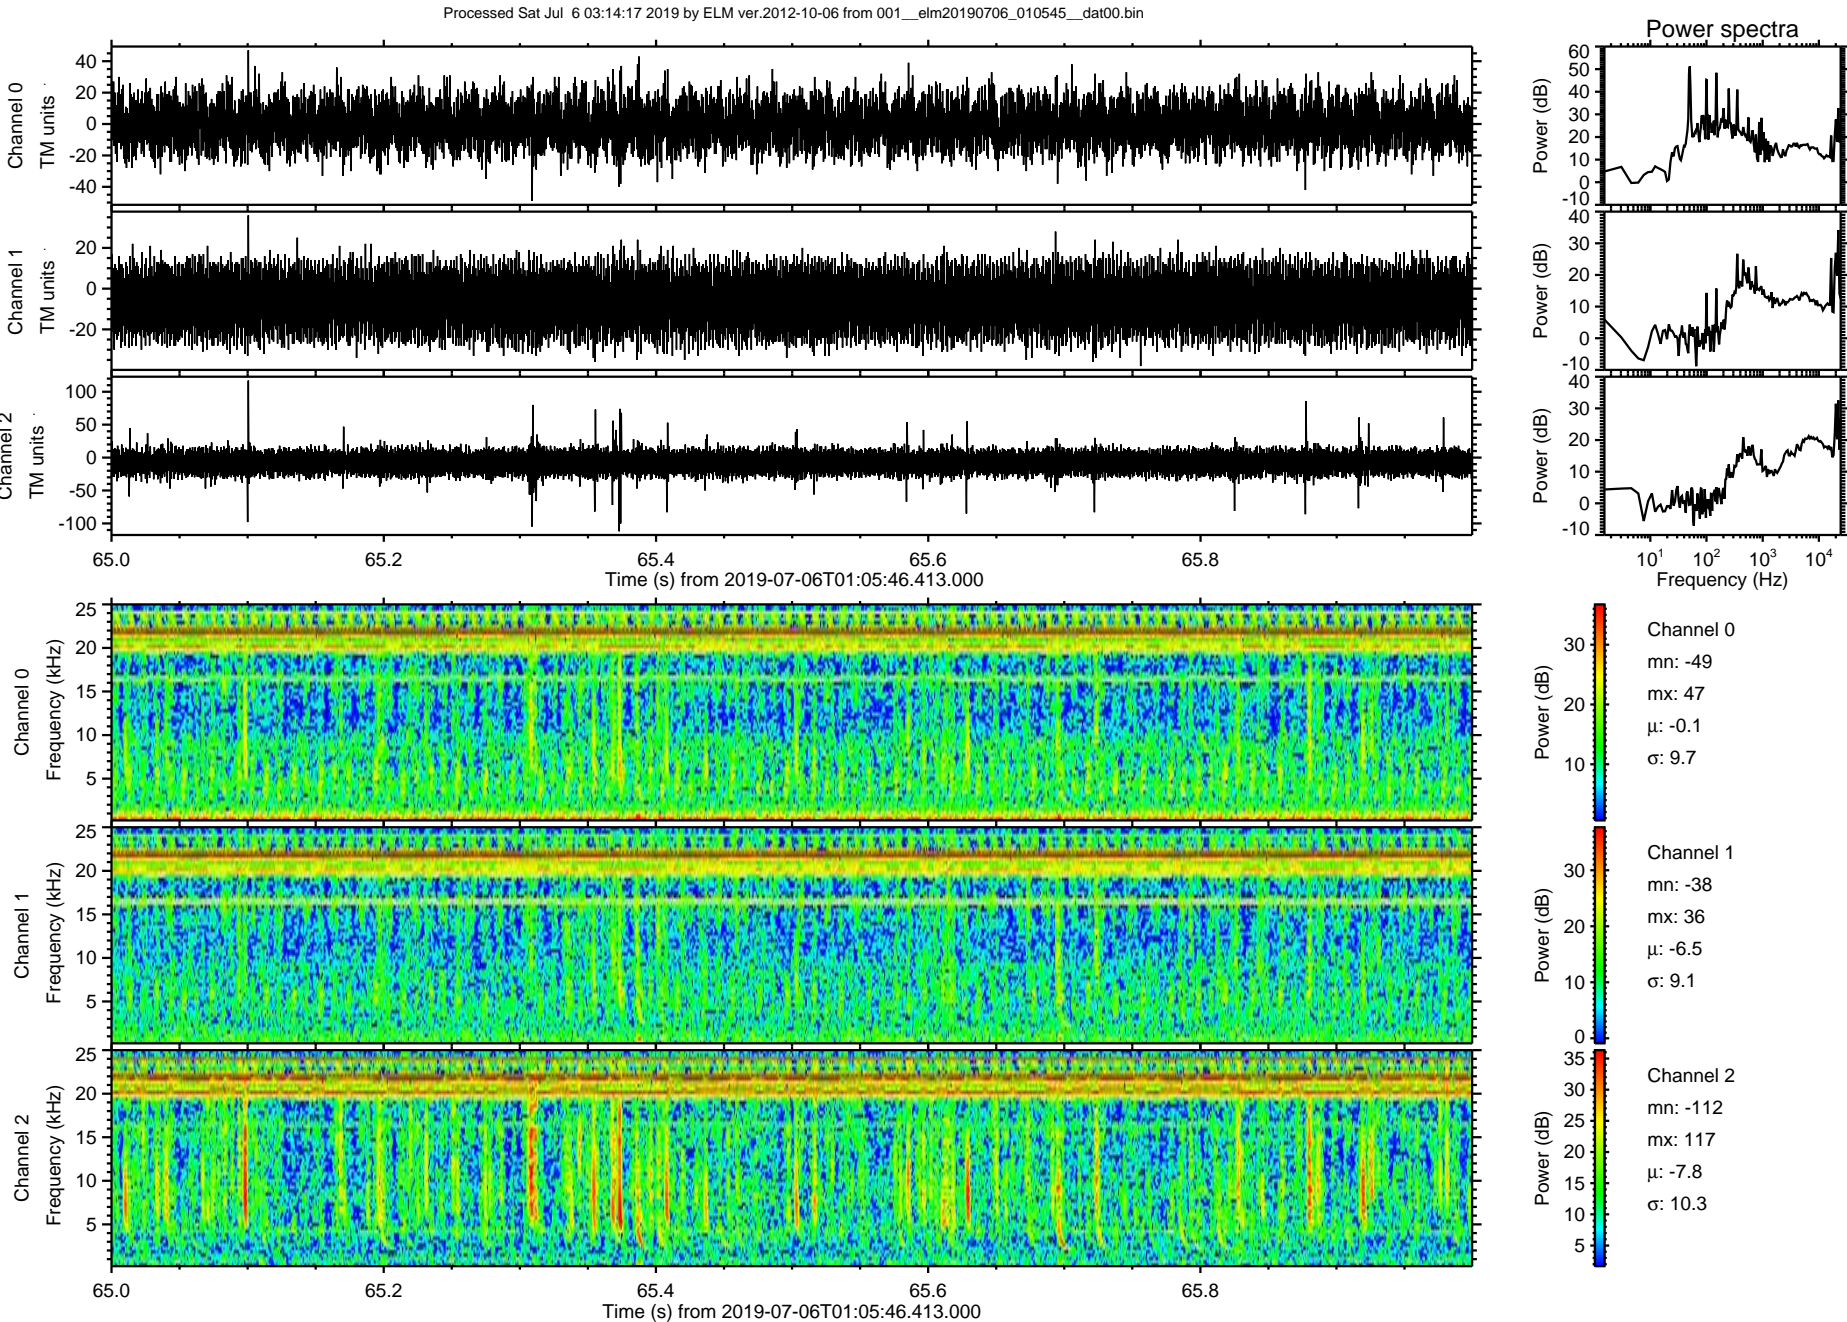 Processed Sat Jul  6 03:14:17 2019 by ELM ver.2012-10-06 from 001__elm20190706_010545__dat00.bin
Power spectra
Channel 0
TM units
40
20
0
-20
-40
Power (dB)
60
50
40
30
20
10
0
-10
Channel 1
TM units
20
0
-20
Power (dB)
40
30
20
10
0
-10
Channel 2
TM units
100
50
0
-50
-100
Power (dB)
40
30
20
10
0
-10
65.0 65.2 65.4 65.6 65.8
Time (s) from 2019-07-06T01:05:46.413.000
10^1 10^2 10^3 10^4
Frequency (Hz)
Channel 0
Frequency (kHz)
25
20
15
10
5
Power (dB)
30
20
10
Channel 0
mn: -49
mx: 47
µ: -0.1
σ: 9.7
Channel 1
Frequency (kHz)
25
20
15
10
5
Power (dB)
30
20
10
0
Channel 1
mn: -38
mx: 36
µ: -6.5
σ: 9.1
Channel 2
Frequency (kHz)
25
20
15
10
5
Power (dB)
35
30
25
20
15
10
5
Channel 2
mn: -112
mx: 117
µ: -7.8
σ: 10.3
65.0 65.2 65.4 65.6 65.8
Time (s) from 2019-07-06T01:05:46.413.000